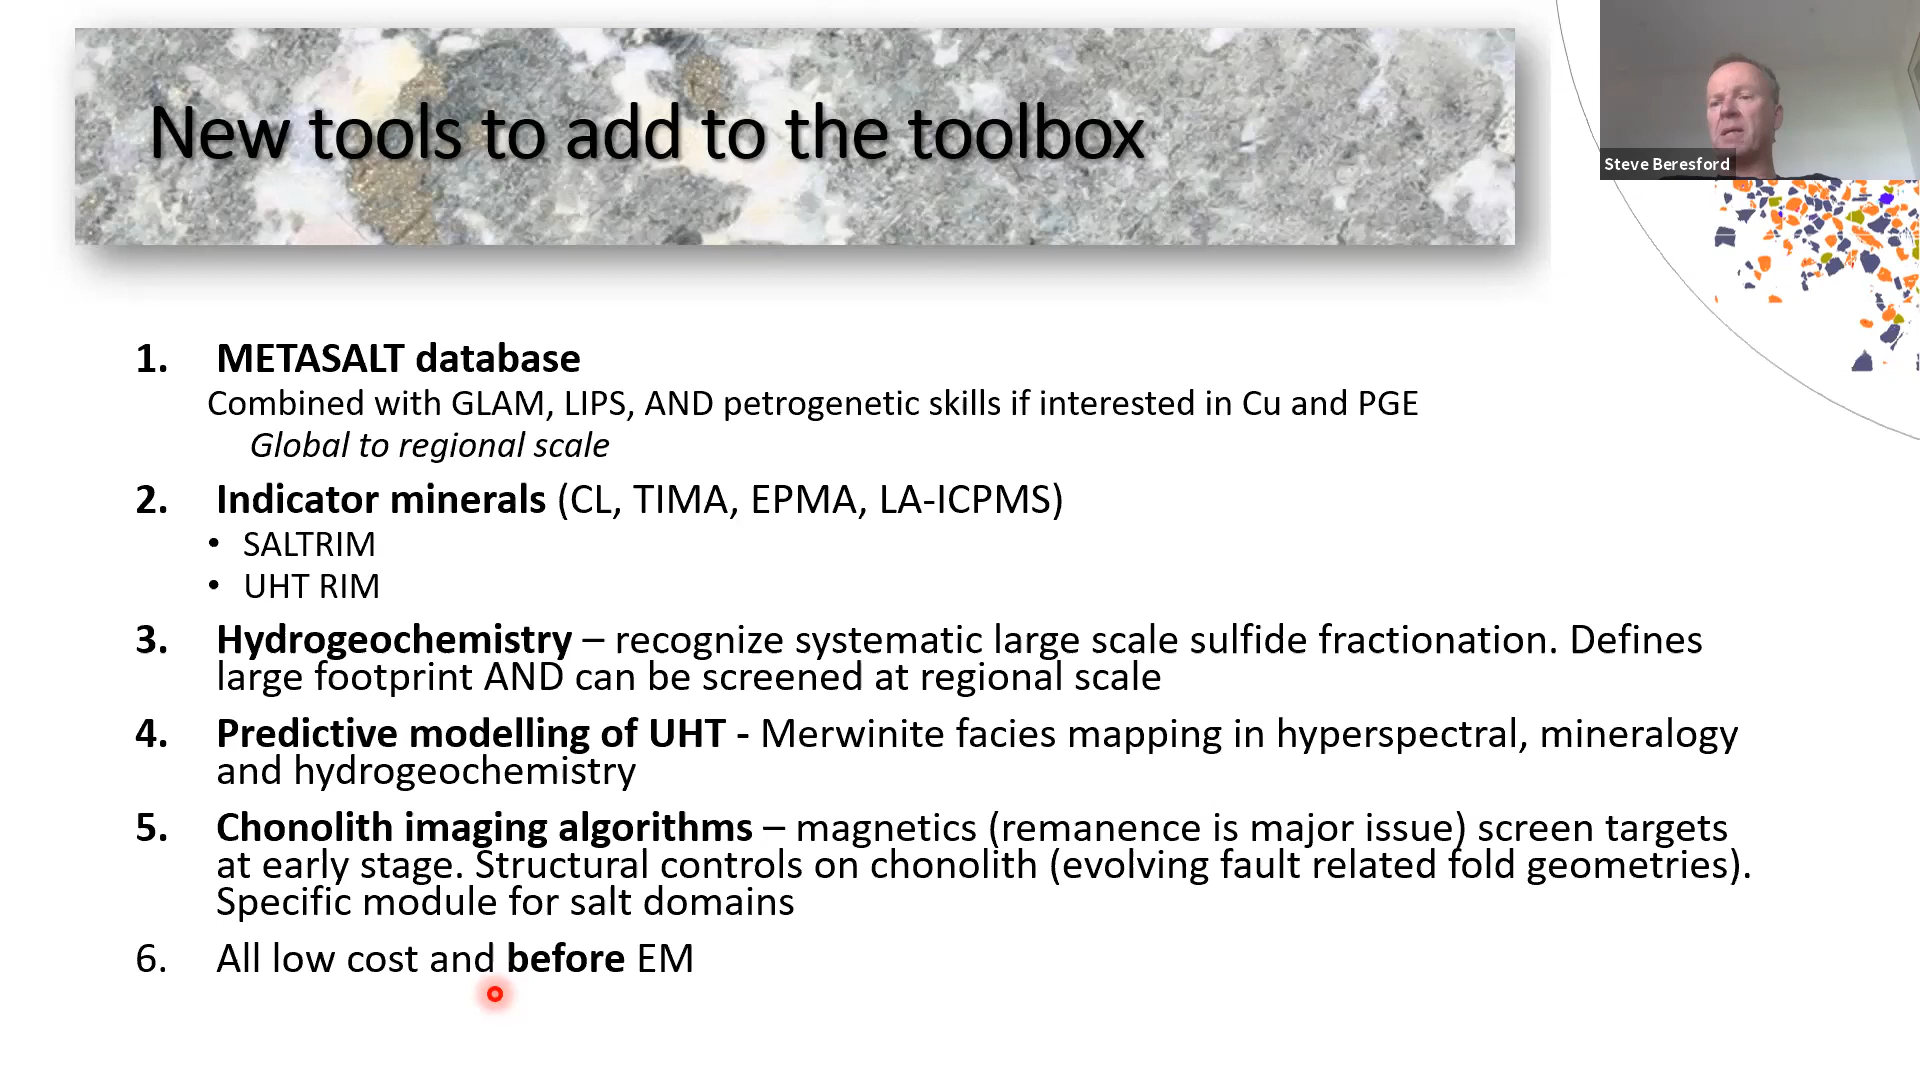 New tools to add to the toolbox
Steve Beresford
1. METASALT database
Combined with GLAM, LIPS, AND petrogenetic skills if interested in Cu and PGE
Global to regional scale
2. Indicator minerals (CL, TIMA, EPMA, LA-ICPMS)
• SALTRIM
• UHT RIM
3. Hydrogeochemistry – recognize systematic large scale sulfide fractionation. Defines
large footprint AND can be screened at regional scale
4. Predictive modelling of UHT - Merwinite facies mapping in hyperspectral, mineralogy
and hydrogeochemistry
5. Chonolith imaging algorithms – magnetics (remanence is major issue) screen targets
at early stage. Structural controls on chonolith (evolving fault related fold geometries).
Specific module for salt domains
6. All low cost and before EM